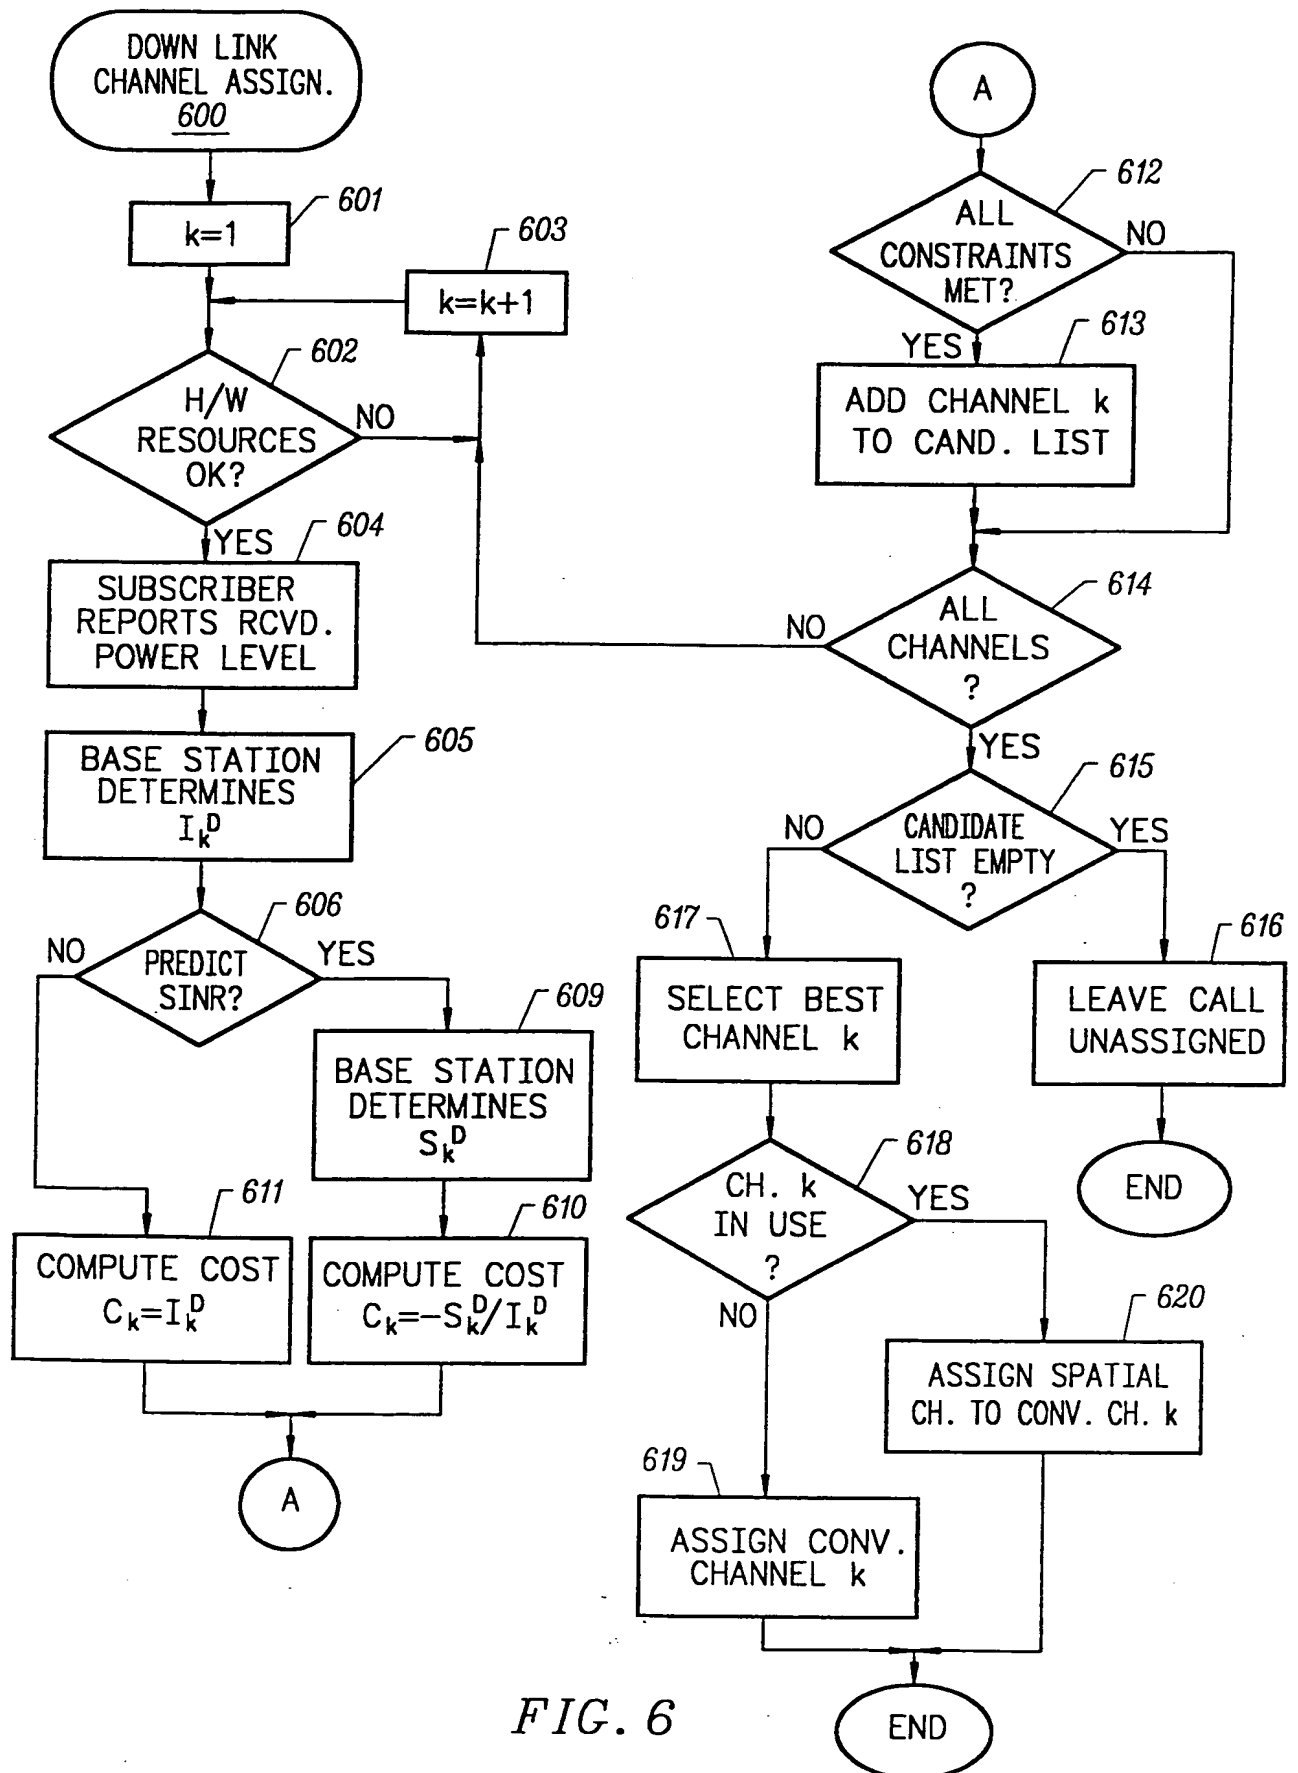 DOWN LINK
CHANNEL ASSIGN.
600
k=1
601
603
k=k+1
602
H/W
RESOURCES
OK?
NO
YES
604
SUBSCRIBER
REPORTS RCVD.
POWER LEVEL
605
BASE STATION
DETERMINES
I_k^D
606
NO
PREDICT
SINR?
YES
609
BASE STATION
DETERMINES
S_k^D
611
COMPUTE COST
C_k=I_k^D
610
COMPUTE COST
C_k=-S_k^D/I_k^D
A
A
612
ALL
CONSTRAINTS
MET?
NO
YES
613
ADD CHANNEL k
TO CAND. LIST
614
NO
ALL
CHANNELS
?
YES
615
NO
CANDIDATE
LIST EMPTY
?
YES
617
SELECT BEST
CHANNEL k
616
LEAVE CALL
UNASSIGNED
END
618
CH. k
IN USE
?
YES
NO
620
ASSIGN SPATIAL
CH. TO CONV. CH. k
619
ASSIGN CONV.
CHANNEL k
END
FIG. 6